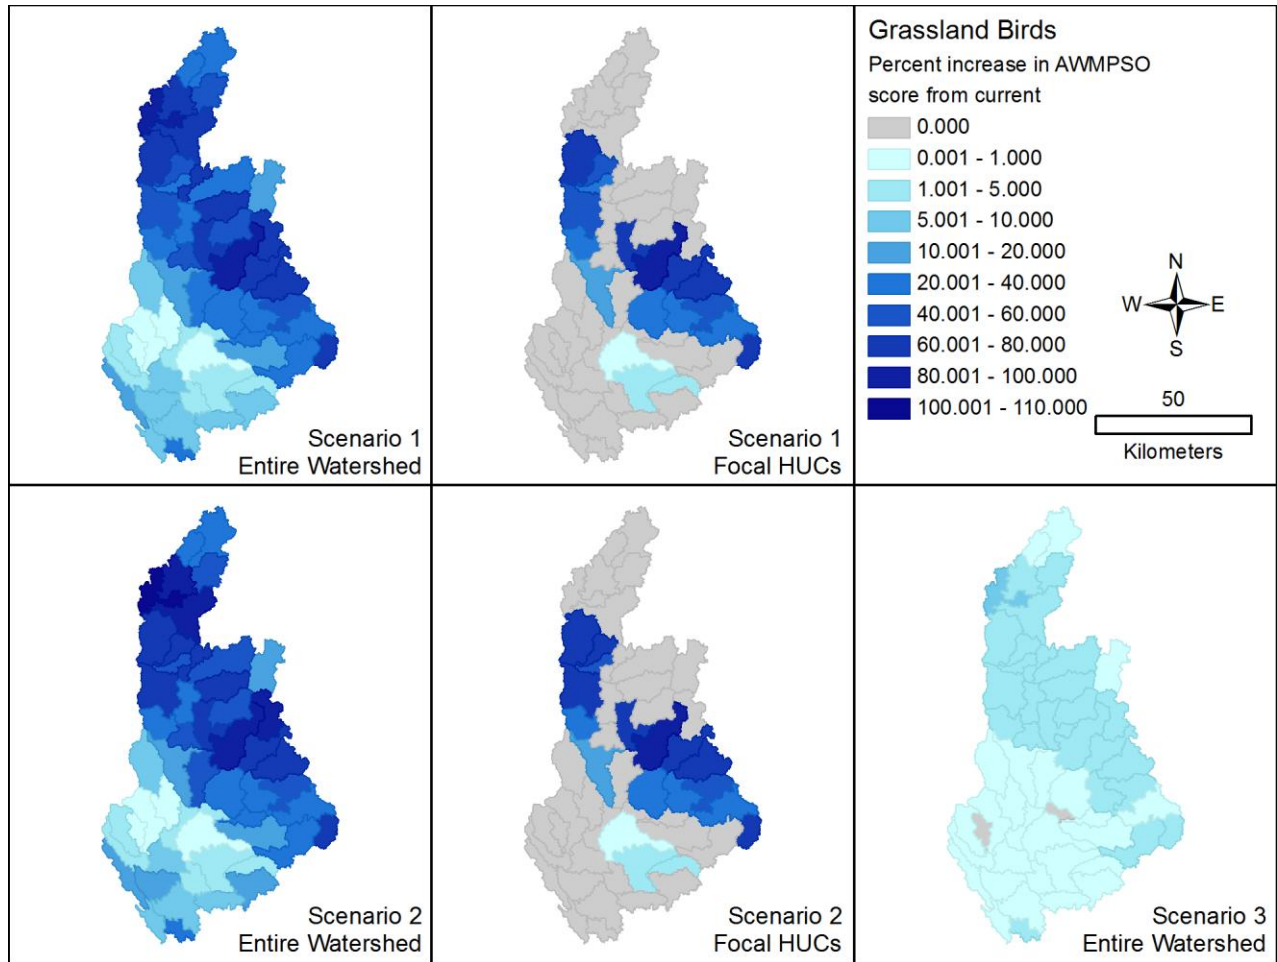 Grassland Birds
Percent increase in AWMPSO
score from current
0.000
0.001 - 1.000
1.001 - 5.000
5.001 - 10.000
10.001 - 20.000
20.001 - 40.000
40.001 - 60.000
60.001 - 80.000
80.001 - 100.000
100.001 - 110.000
N
W E
S
50
Kilometers
Scenario 1
Entire Watershed
Scenario 1
Focal HUCs
Scenario 2
Entire Watershed
Scenario 2
Focal HUCs
Scenario 3
Entire Watershed